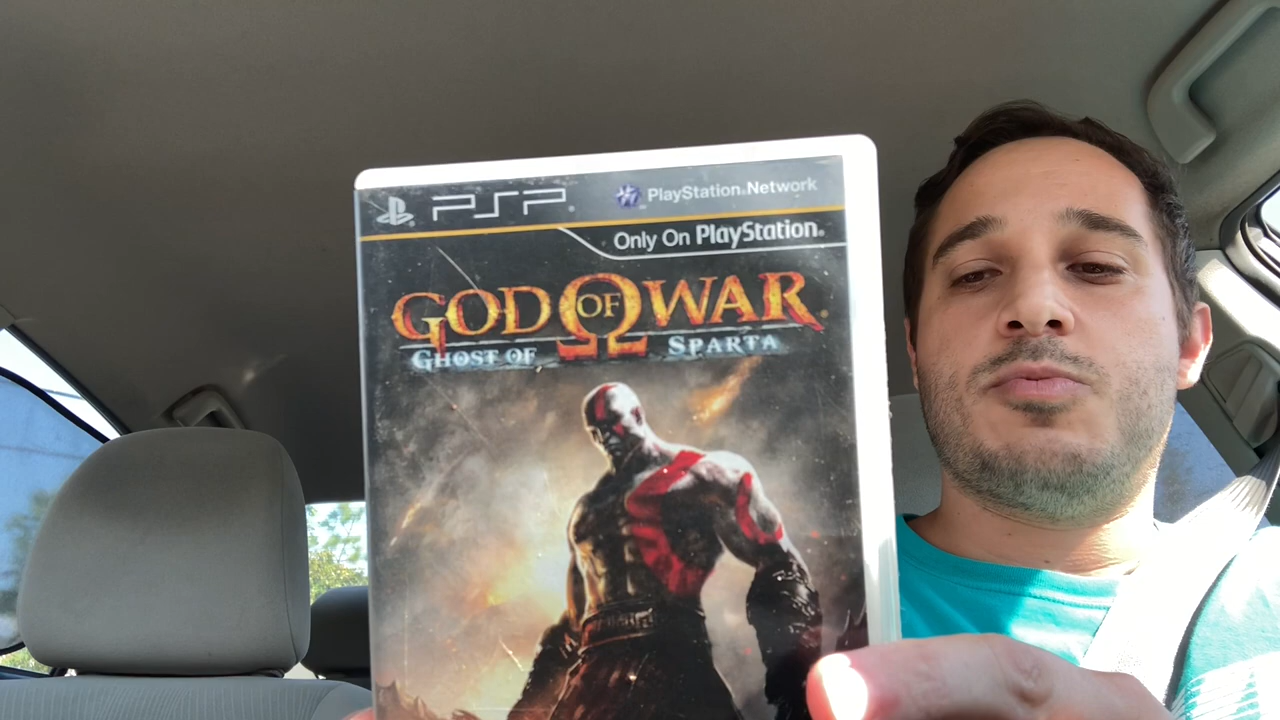 PSP
PlayStation Network
Only On PlayStation.
GOD OF WAR
GHOST OF SPARTA